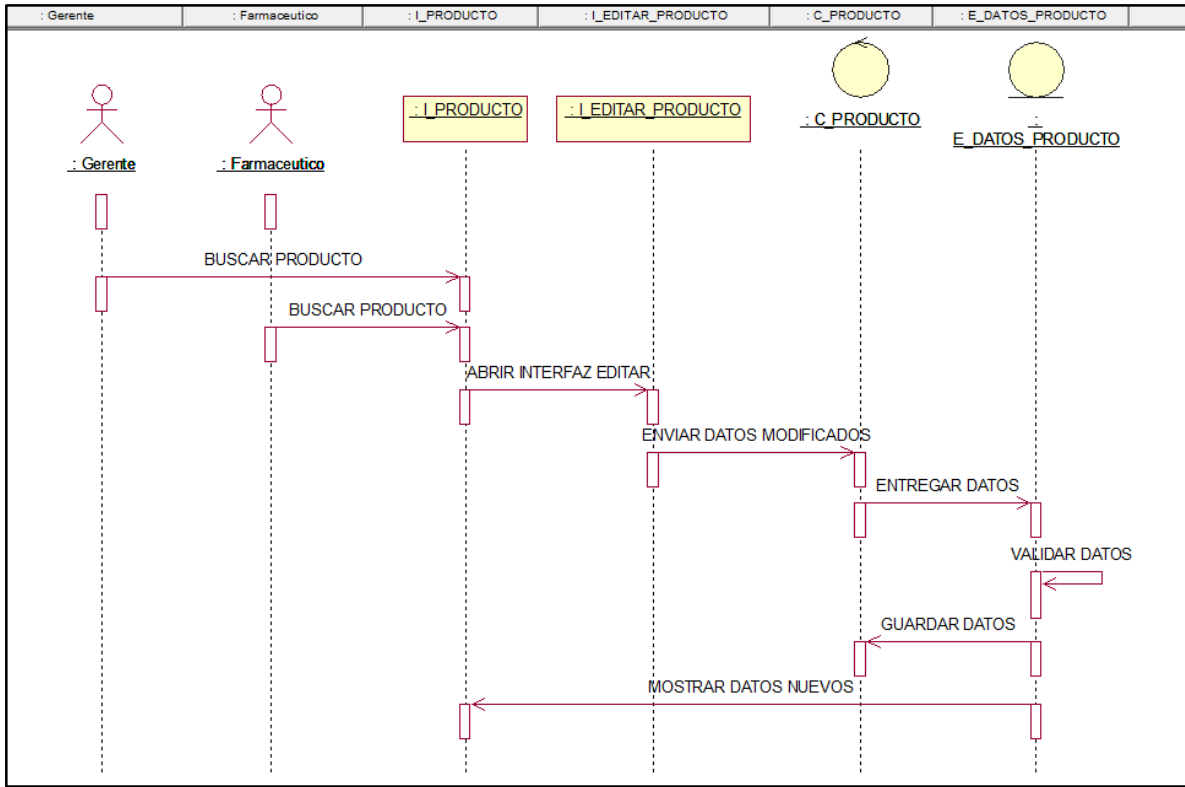 : Gerente
: Farmaceutico
: I_PRODUCTO
: I_EDITAR_PRODUCTO
: C_PRODUCTO
: E_DATOS_PRODUCTO
: Gerente
: Farmaceutico
: I_PRODUCTO
: I_EDITAR_PRODUCTO
: C_PRODUCTO
:
E_DATOS_PRODUCTO
BUSCAR PRODUCTO
BUSCAR PRODUCTO
ABRIR INTERFAZ EDITAR
ENVIAR DATOS MODIFICADOS
ENTREGAR DATOS
VALIDAR DATOS
GUARDAR DATOS
MOSTRAR DATOS NUEVOS